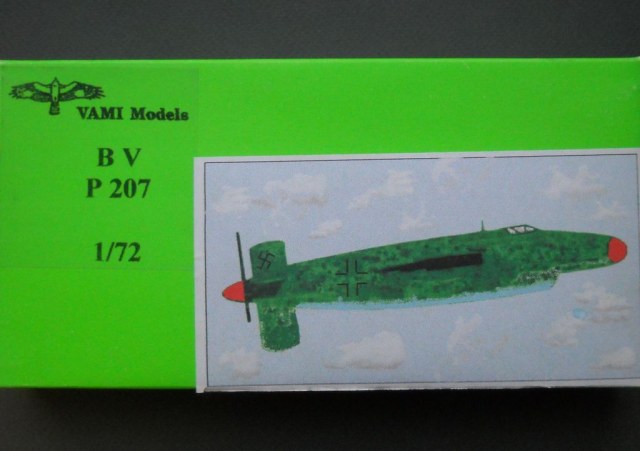 VAMI Models
B V
P 207
1/72